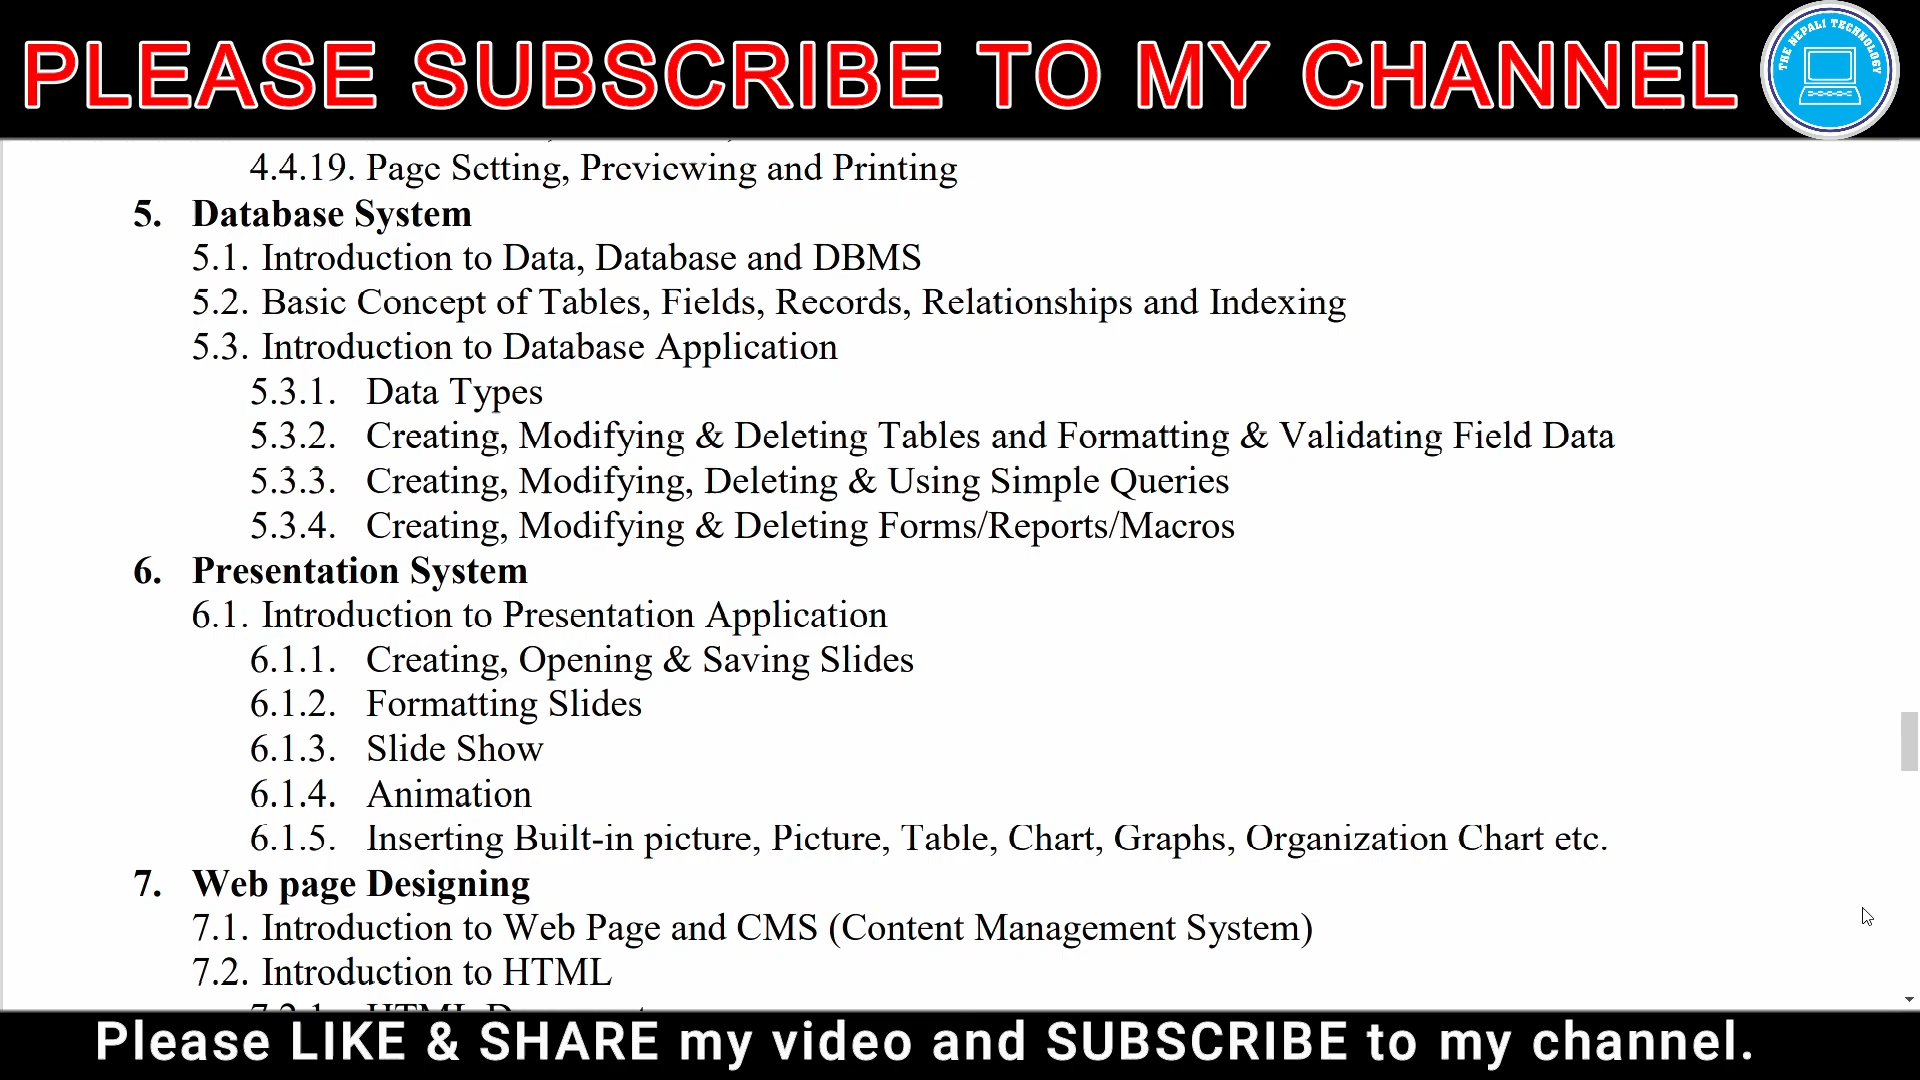 PLEASE SUBSCRIBE TO MY CHANNEL
THE NEPALI TECHNOLOGY
4.4.19. Page Setting, Previewing and Printing
5. Database System
5.1. Introduction to Data, Database and DBMS
5.2. Basic Concept of Tables, Fields, Records, Relationships and Indexing
5.3. Introduction to Database Application
5.3.1. Data Types
5.3.2. Creating, Modifying & Deleting Tables and Formatting & Validating Field Data
5.3.3. Creating, Modifying, Deleting & Using Simple Queries
5.3.4. Creating, Modifying & Deleting Forms/Reports/Macros
6. Presentation System
6.1. Introduction to Presentation Application
6.1.1. Creating, Opening & Saving Slides
6.1.2. Formatting Slides
6.1.3. Slide Show
6.1.4. Animation
6.1.5. Inserting Built-in picture, Picture, Table, Chart, Graphs, Organization Chart etc.
7. Web page Designing
7.1. Introduction to Web Page and CMS (Content Management System)
7.2. Introduction to HTML
Please LIKE & SHARE my video and SUBSCRIBE to my channel.